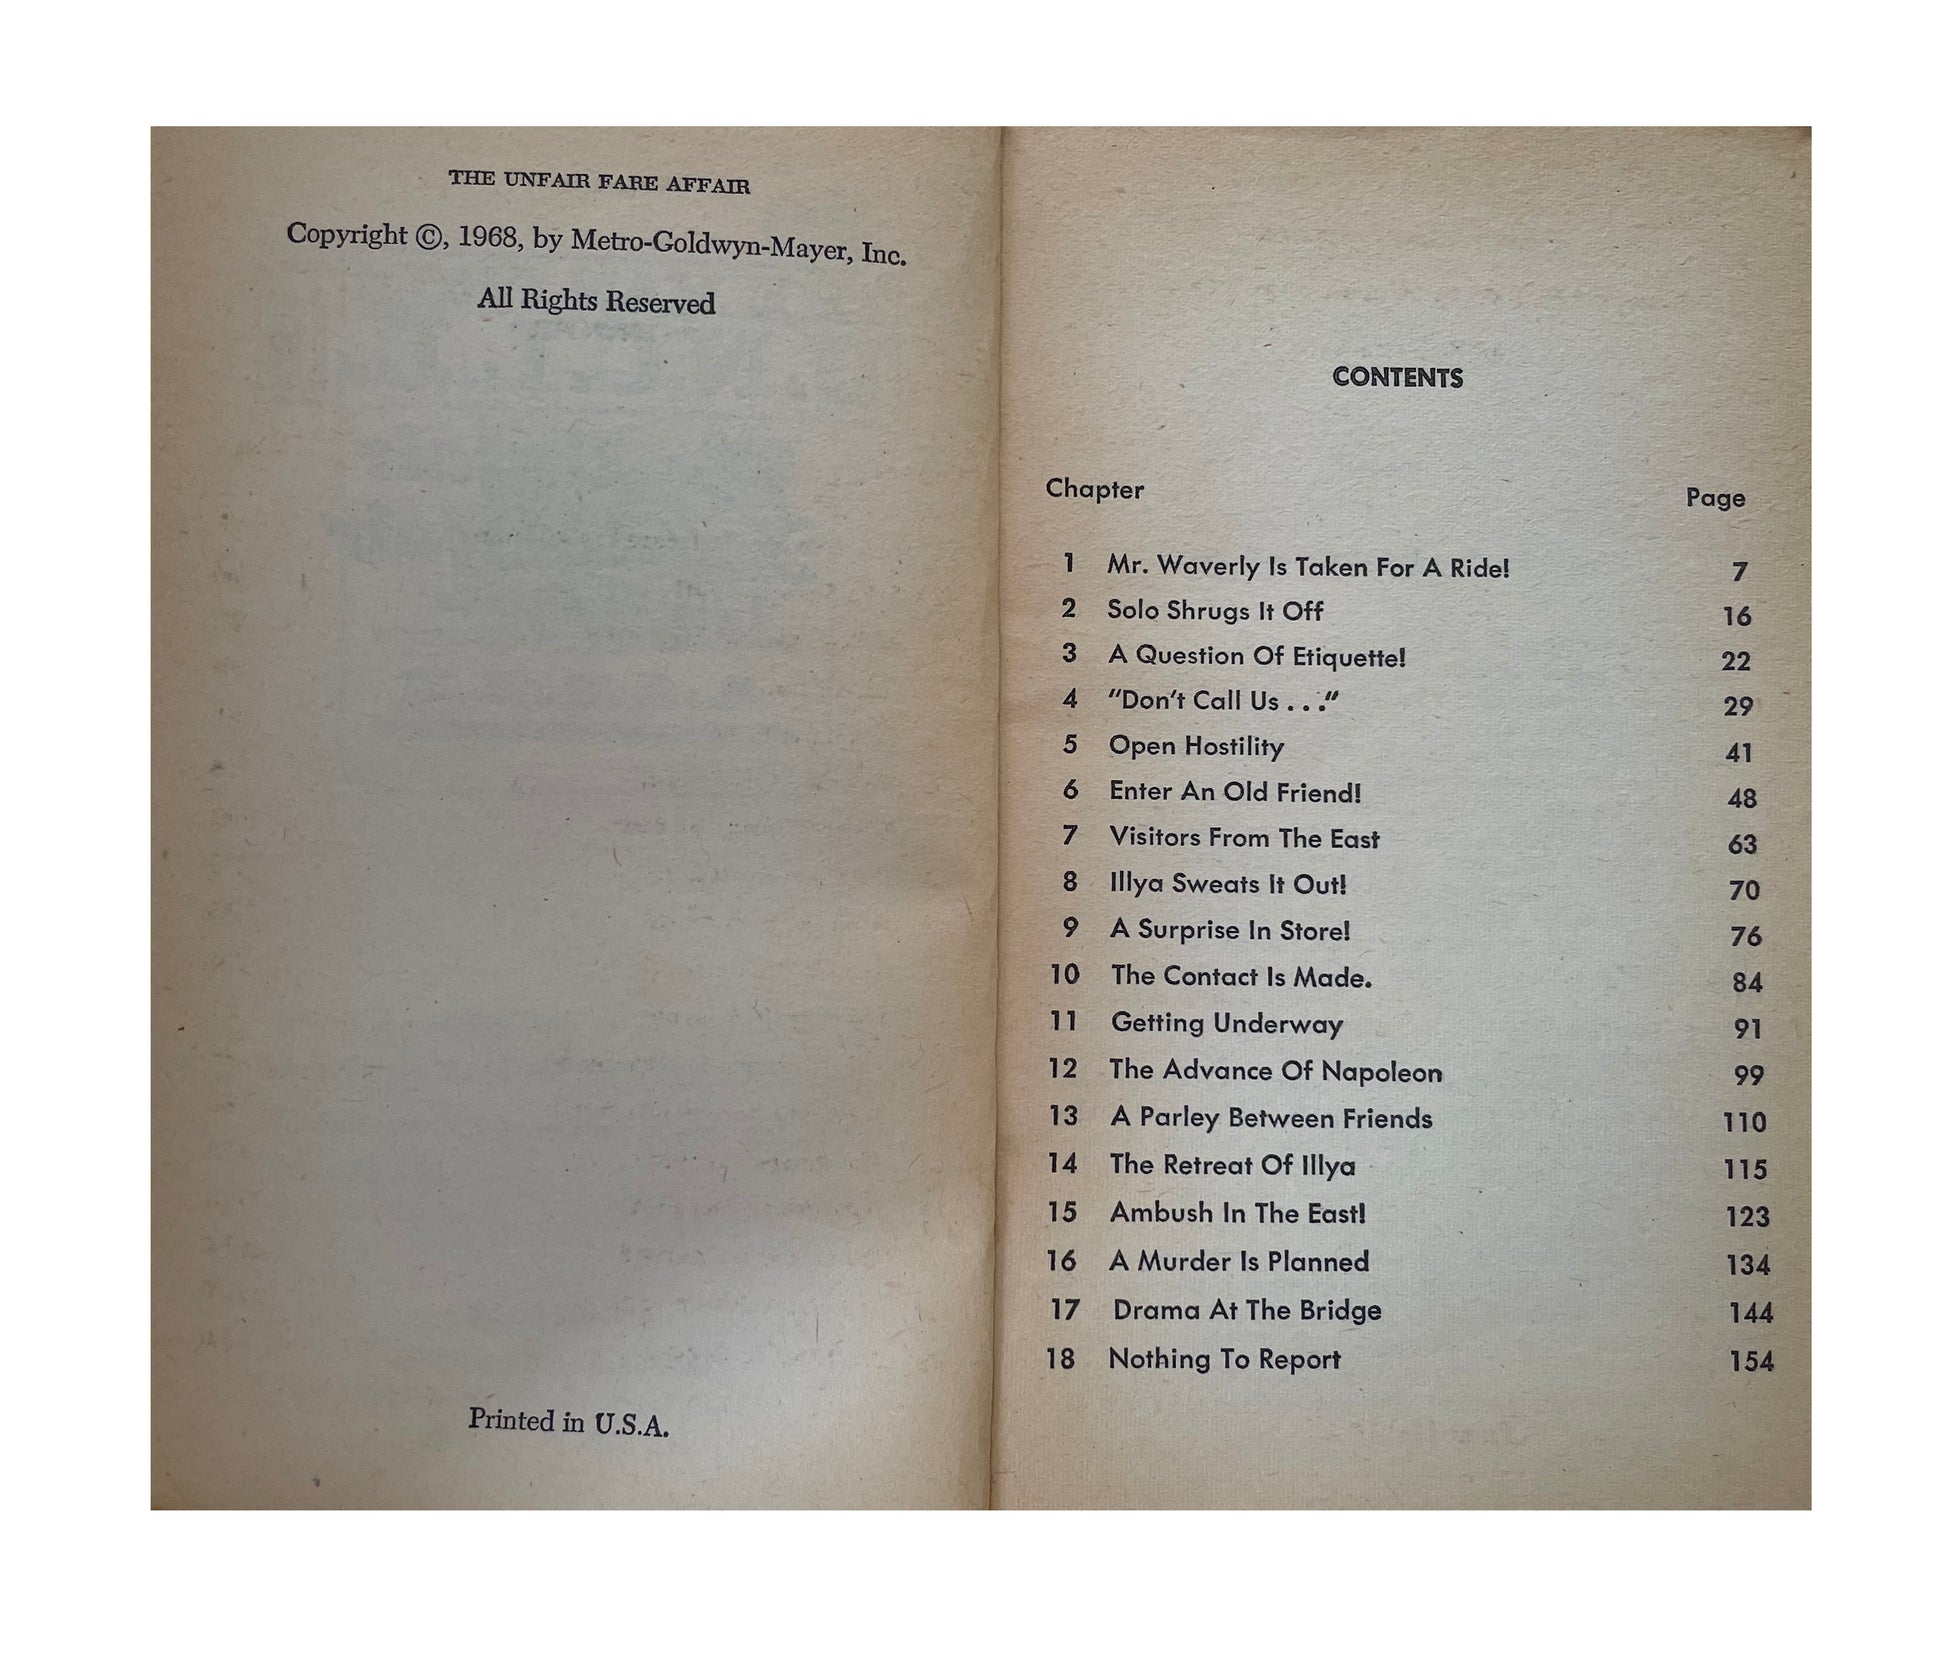 THE UNFAIR FARE AFFAIR
Copyright ©, 1968, by Metro-Goldwyn-Mayer, Inc.
All Rights Reserved
Printed in U.S.A.
CONTENTS
Chapter Page
1 Mr. Waverly Is Taken For A Ride! 7
2 Solo Shrugs It Off 16
3 A Question Of Etiquette! 22
4 “Don’t Call Us . . .” 29
5 Open Hostility 41
6 Enter An Old Friend! 48
7 Visitors From The East 63
8 Illya Sweats It Out! 70
9 A Surprise In Store! 76
10 The Contact Is Made. 84
11 Getting Underway 91
12 The Advance Of Napoleon 99
13 A Parley Between Friends 110
14 The Retreat Of Illya 115
15 Ambush In The East! 123
16 A Murder Is Planned 134
17 Drama At The Bridge 144
18 Nothing To Report 154